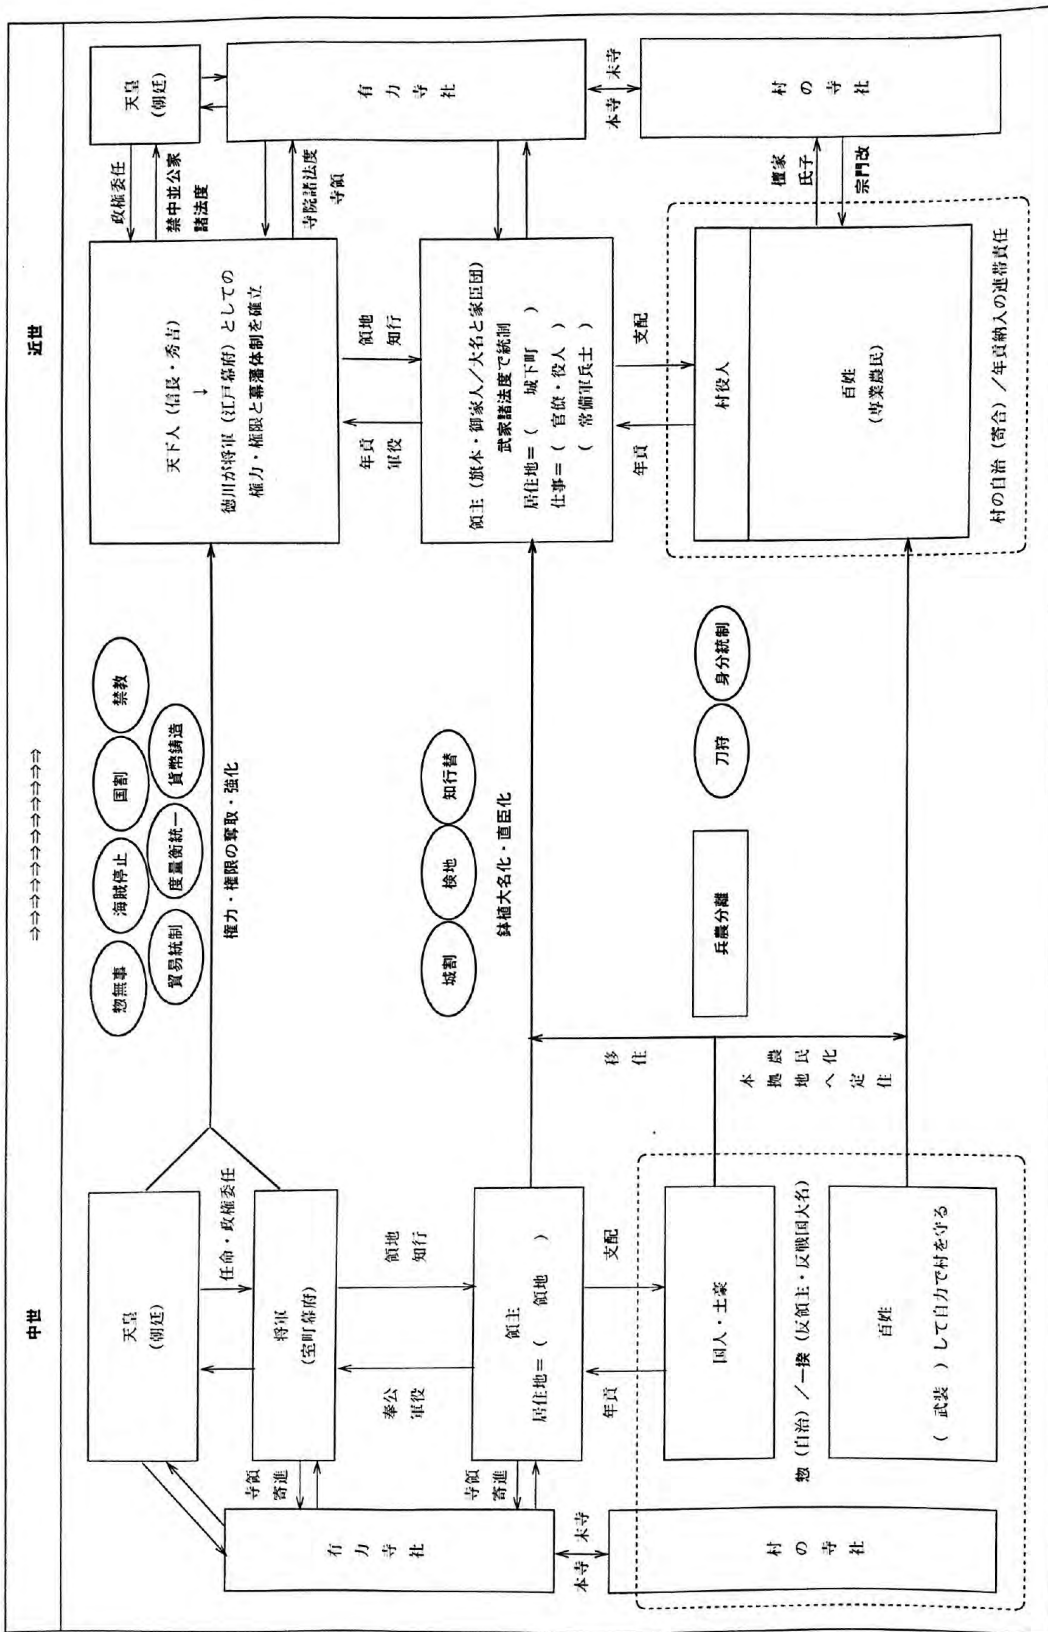 中世
⇐⇐⇐⇐⇐⇐⇐⇐⇐⇐⇐⇐
近世
天皇
(朝廷)
任命・政権委任
将軍
(室町幕府)
領地
知行
奉公
軍役
領主
居住地=( 領地 )
支配
年貢
国人・土豪
惣(自治)/一揆(反領主・反戦国大名)
百姓
( 武装 )して自力で村を守る
寺領
寄進
寺領
寄進
有力寺社
本寺
末寺
村の寺社
惣無事
海賊停止
国割
禁教
貿易統制
度量衡統一
貨幣鋳造
権力・権限の奪取・強化
城割
検地
知行替
鉢植大名化・直臣化
移住
農民化
本拠地へ定住
兵農分離
刀狩
身分統制
天皇
(朝廷)
政権委任
禁中並公家
諸法度
天下人(信長・秀吉)
↓
徳川が将軍(江戸幕府)としての
権力・権限と幕藩体制を確立
寺院諸法度
寺領
領地
知行
年貢
軍役
領主(旗本・御家人/大名と家臣団)
武家諸法度で統制
居住地=( 城下町 )
仕事=( 官僚・役人 )
( 常備軍兵士 )
支配
年貢
村役人
百姓
(専業農民)
村の自治(寄合)/年貢納入の連帯責任
有力寺社
本寺
末寺
村の寺社
檀家
氏子
宗門改